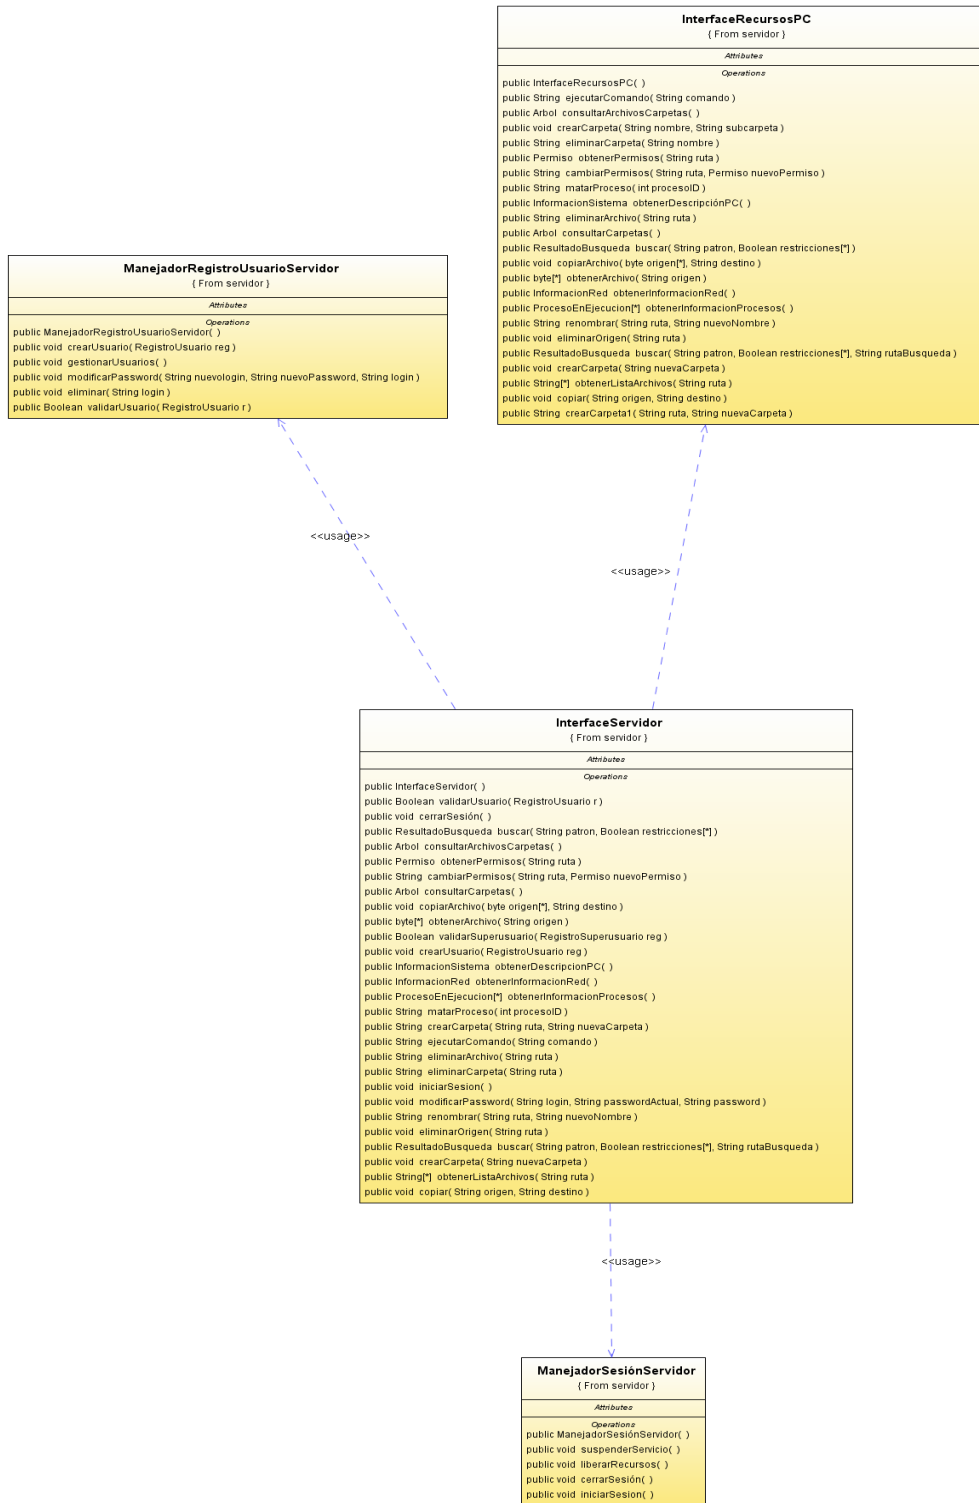 InterfaceRecursosPC
{ From servidor }
Attributes
Operations
public InterfaceRecursosPC( )
public String ejecutarComando( String comando )
public Arbol consultarArchivosCarpetas( )
public void crearCarpeta( String nombre, String subcarpeta )
public String eliminarCarpeta( String nombre )
public Permiso obtenerPermisos( String ruta )
public String cambiarPermisos( String ruta, Permiso nuevoPermiso )
public String matarProceso( int procesoID )
public InformacionSistema obtenerDescripciónPC( )
public String eliminarArchivo( String ruta )
public Arbol consultarCarpetas( )
public ResultadoBusqueda buscar( String patron, Boolean restricciones[*] )
public void copiarArchivo( byte origen[*], String destino )
public byte[*] obtenerArchivo( String origen )
public InformacionRed obtenerInformacionRed( )
public ProcesoEnEjecucion[*] obtenerInformacionProcesos( )
public String renombrar( String ruta, String nuevoNombre )
public void eliminarOrigen( String ruta )
public ResultadoBusqueda buscar( String patron, Boolean restricciones[*], String rutaBusqueda )
public void crearCarpeta( String nuevaCarpeta )
public String[*] obtenerListaArchivos( String ruta )
public void copiar( String origen, String destino )
public String crearCarpeta1( String ruta, String nuevaCarpeta )
ManejadorRegistroUsuarioServidor
{ From servidor }
Attributes
Operations
public ManejadorRegistroUsuarioServidor( )
public void crearUsuario( RegistroUsuario reg )
public void gestionarUsuarios( )
public void modificarPassword( String nuevologin, String nuevoPassword, String login )
public void eliminar( String login )
public Boolean validarUsuario( RegistroUsuario r )
<<usage>>
<<usage>>
InterfaceServidor
{ From servidor }
Attributes
Operations
public InterfaceServidor( )
public Boolean validarUsuario( RegistroUsuario r )
public void cerrarSesión( )
public ResultadoBusqueda buscar( String patron, Boolean restricciones[*] )
public Arbol consultarArchivosCarpetas( )
public Permiso obtenerPermisos( String ruta )
public String cambiarPermisos( String ruta, Permiso nuevoPermiso )
public Arbol consultarCarpetas( )
public void copiarArchivo( byte origen[*], String destino )
public byte[*] obtenerArchivo( String origen )
public Boolean validarSuperusuario( RegistroSuperusuario reg )
public void crearUsuario( RegistroUsuario reg )
public InformacionSistema obtenerDescripcionPC( )
public InformacionRed obtenerInformacionRed( )
public ProcesoEnEjecucion[*] obtenerInformacionProcesos( )
public String matarProceso( int procesoID )
public String crearCarpeta( String ruta, String nuevaCarpeta )
public String ejecutarComando( String comando )
public String eliminarArchivo( String ruta )
public String eliminarCarpeta( String ruta )
public void iniciarSesion( )
public void modificarPassword( String login, String passwordActual, String password )
public String renombrar( String ruta, String nuevoNombre )
public void eliminarOrigen( String ruta )
public ResultadoBusqueda buscar( String patron, Boolean restricciones[*], String rutaBusqueda )
public void crearCarpeta( String nuevaCarpeta )
public String[*] obtenerListaArchivos( String ruta )
public void copiar( String origen, String destino )
<<usage>>
ManejadorSesiónServidor
{ From servidor }
Attributes
Operations
public ManejadorSesiónServidor( )
public void suspenderServicio( )
public void liberarRecursos( )
public void cerrarSesión( )
public void iniciarSesion( )